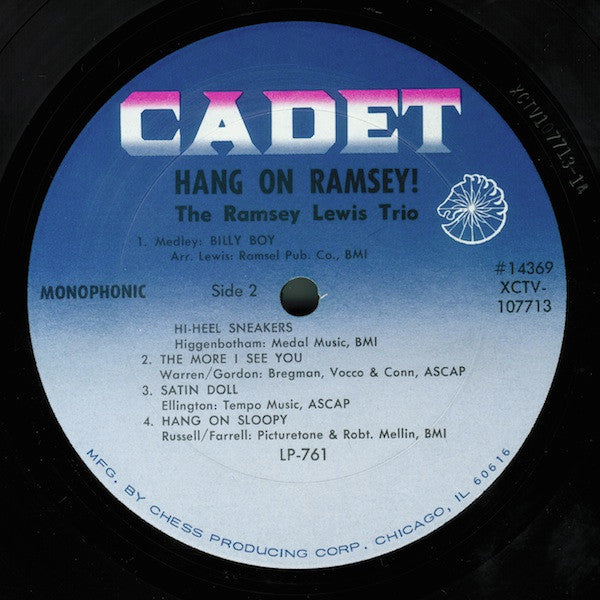 CADET
HANG ON RAMSEY!
The Ramsey Lewis Trio
1. Medley: BILLY BOY
Arr. Lewis: Ramsel Pub. Co., BMI
MONOPHONIC
Side 2
#14369
XCTV-
107713
HI-HEEL SNEAKERS
Higgenbotham: Medal Music, BMI
2. THE MORE I SEE YOU
Warren/Gordon: Bregman, Vocco & Conn, ASCAP
3. SATIN DOLL
Ellington: Tempo Music, ASCAP
4. HANG ON SLOOPY
Russell/Farrell: Picturetone & Robt. Mellin, BMI
LP-761
MFG. BY CHESS PRODUCING CORP. CHICAGO, IL 60616
XCTV107713-1A